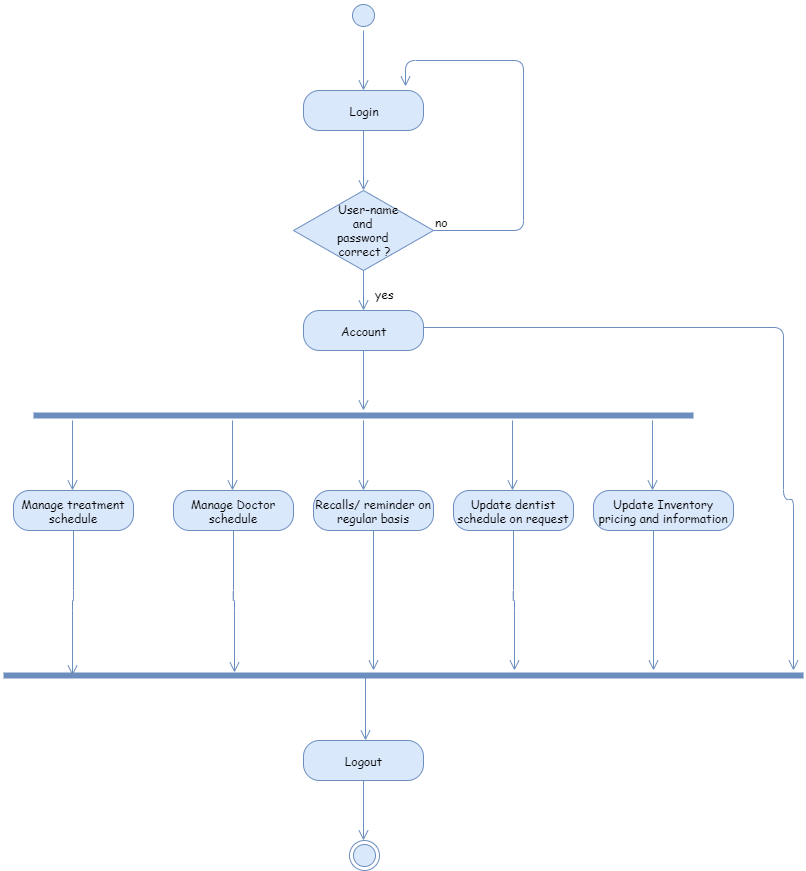 Login
User-name
and
password
correct ?
no
yes
Account
Manage treatment
schedule
Manage Doctor
schedule
Recalls/ reminder on
regular basis
Update dentist
schedule on request
Update Inventory
pricing and information
Logout